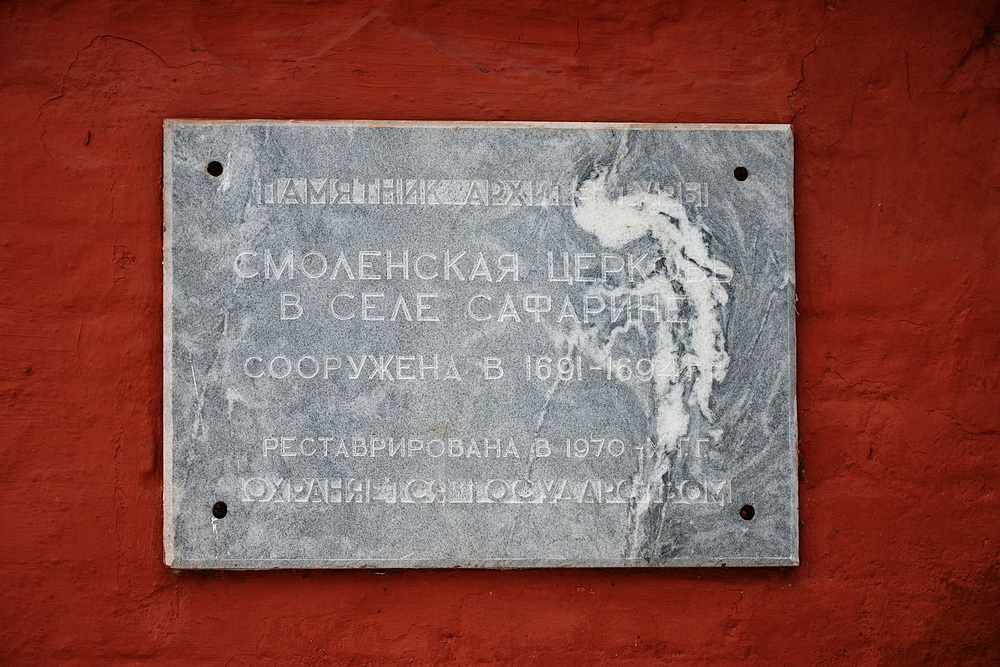 ПАМЯТНИК АРХИТЕКТУРЫ
СМОЛЕНСКАЯ ЦЕРКОВЬ
В СЕЛЕ САФАРИНЕ
СООРУЖЕНА В 1691-1694 Г.Г.
РЕСТАВРИРОВАНА В 1970-Х Г.Г.
ОХРАНЯЕТСЯ ГОСУДАРСТВОМ